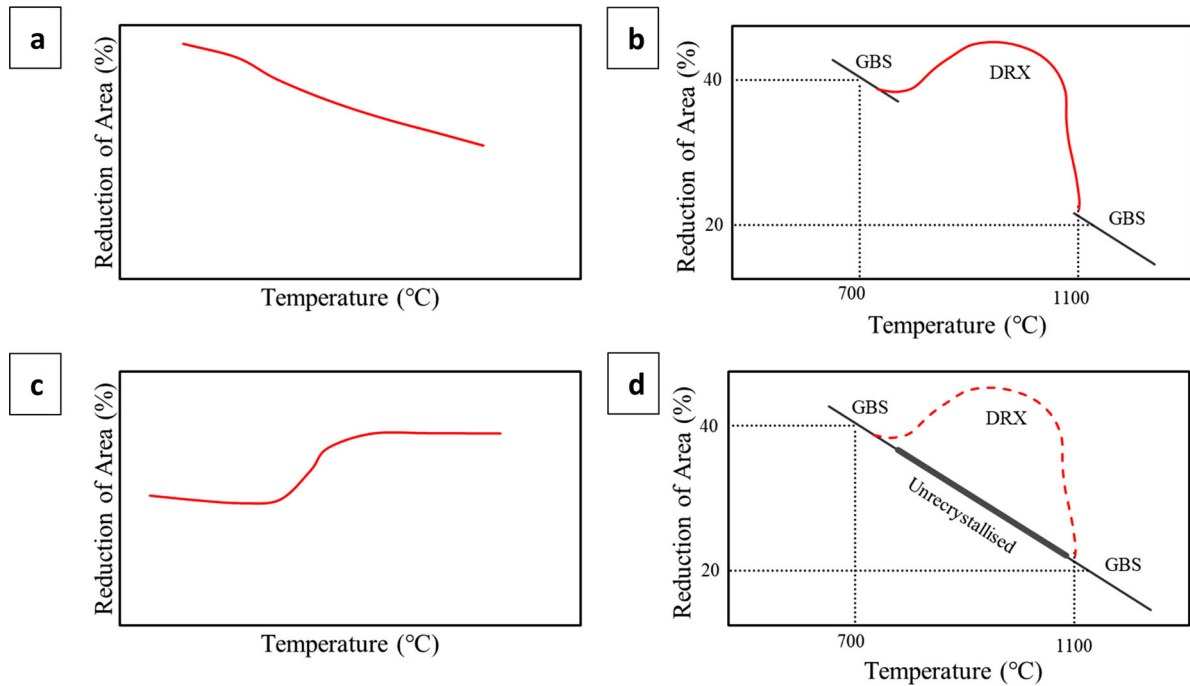 a
Reduction of Area (%)
Temperature (°C)
b
Reduction of Area (%)
GBS
40
DRX
20
GBS
700
1100
Temperature (°C)
c
Reduction of Area (%)
Temperature (°C)
d
Reduction of Area (%)
GBS
40
DRX
Unrecrystallised
20
GBS
700
1100
Temperature (°C)